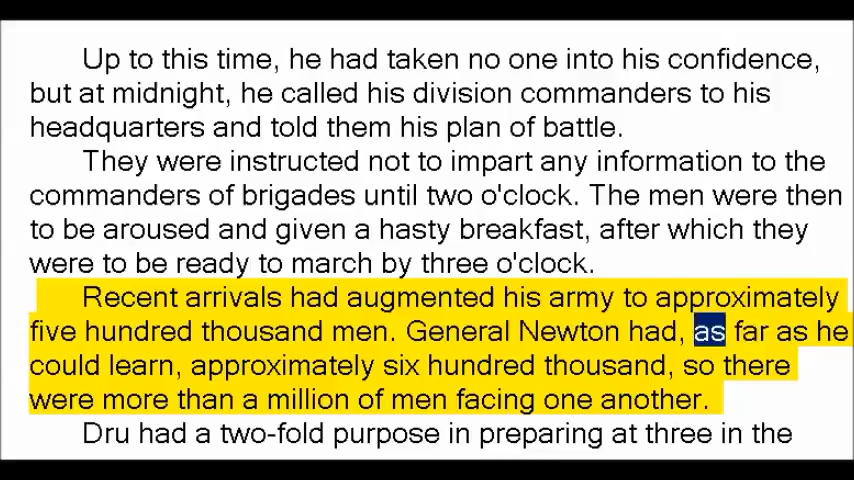 Up to this time, he had taken no one into his confidence,
but at midnight, he called his division commanders to his
headquarters and told them his plan of battle.
They were instructed not to impart any information to the
commanders of brigades until two o'clock. The men were then
to be aroused and given a hasty breakfast, after which they
were to be ready to march by three o'clock.
Recent arrivals had augmented his army to approximately
five hundred thousand men. General Newton had, as far as he
could learn, approximately six hundred thousand, so there
were more than a million of men facing one another.
Dru had a two-fold purpose in preparing at three in the